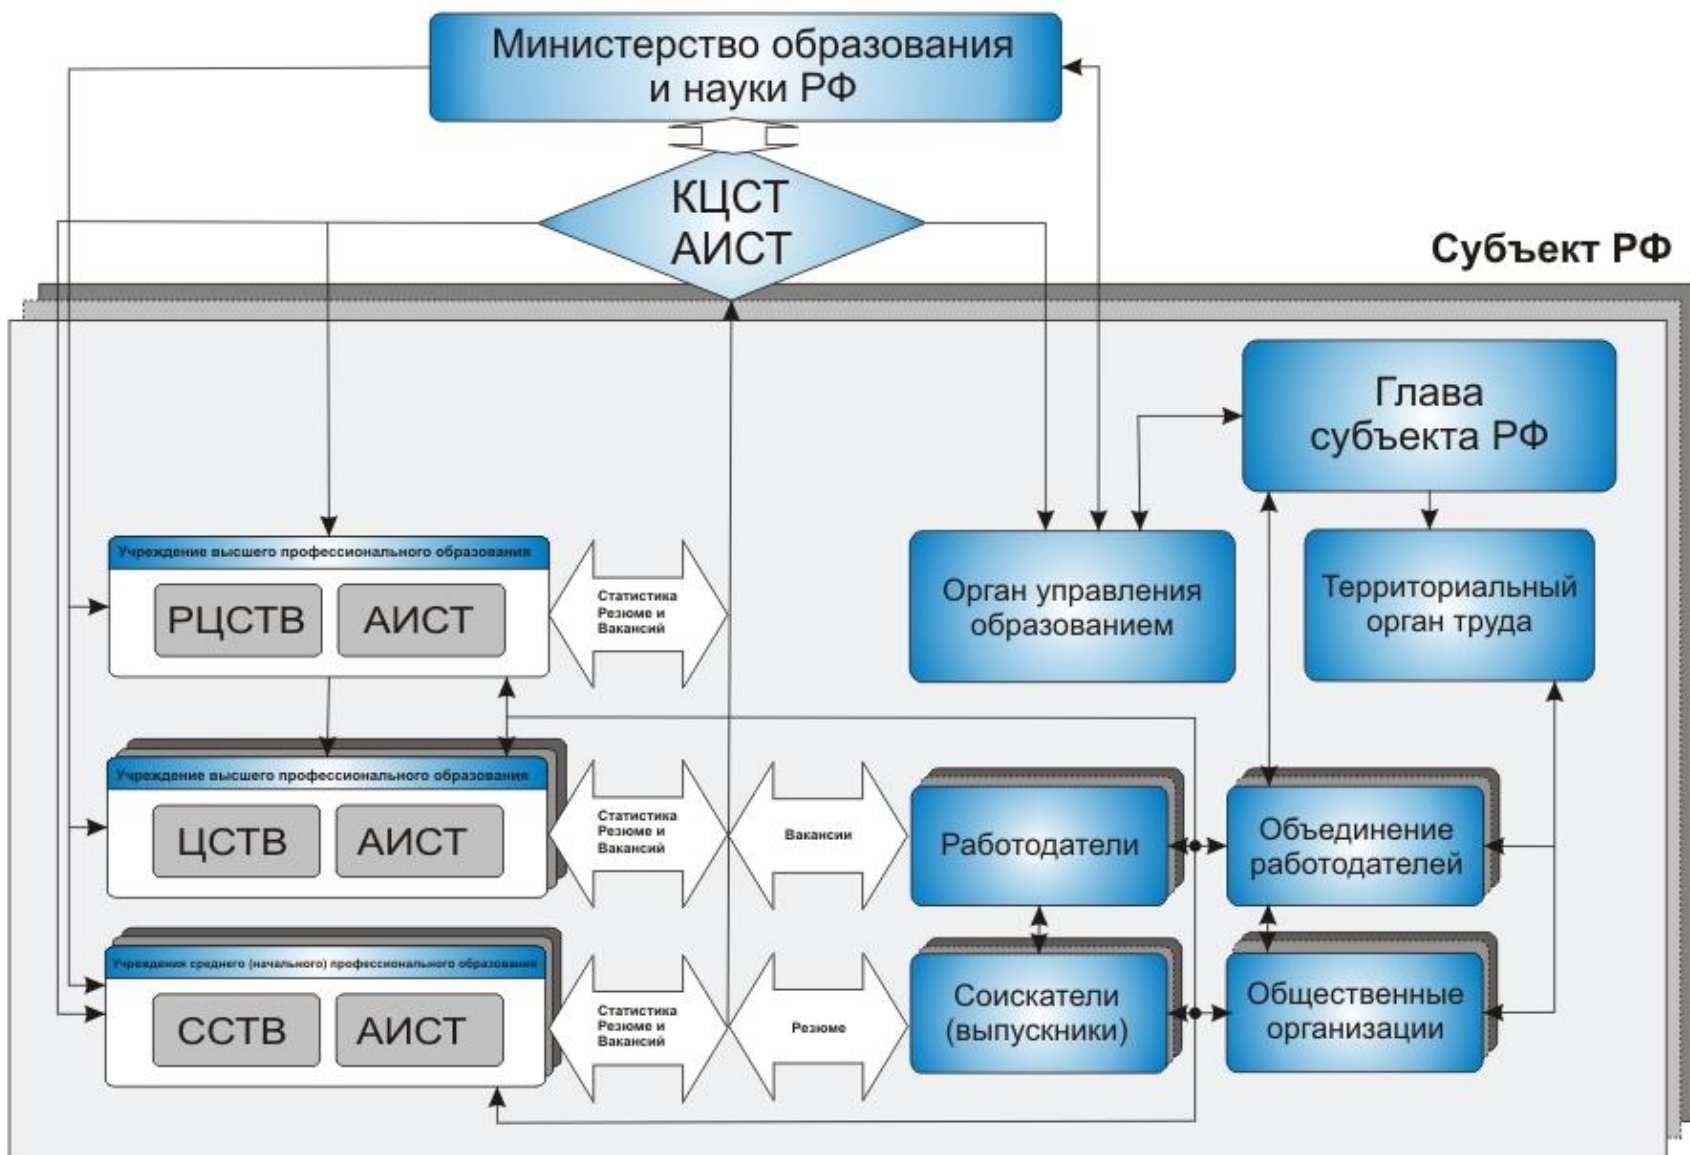 Министерство образования
и науки РФ
КЦСТ
АИСТ
Субъект РФ
Глава
субъекта РФ
Учреждение высшего профессионального образования
РЦСТВ
АИСТ
Статистика
Резюме и
Вакансий
Орган управления
образованием
Территориальный
орган труда
Учреждение высшего профессионального образования
ЦСТВ
АИСТ
Статистика
Резюме и
Вакансий
Вакансии
Работодатели
Объединение
работодателей
Учреждения среднего (начального) профессионального образования
ССТВ
АИСТ
Статистика
Резюме и
Вакансий
Резюме
Соискатели
(выпускники)
Общественные
организации